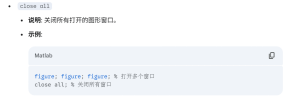 close all
说明: 关闭所有打开的图形窗口。
示例:
Matlab
figure; figure; figure; % 打开多个窗口
close all; % 关闭所有窗口